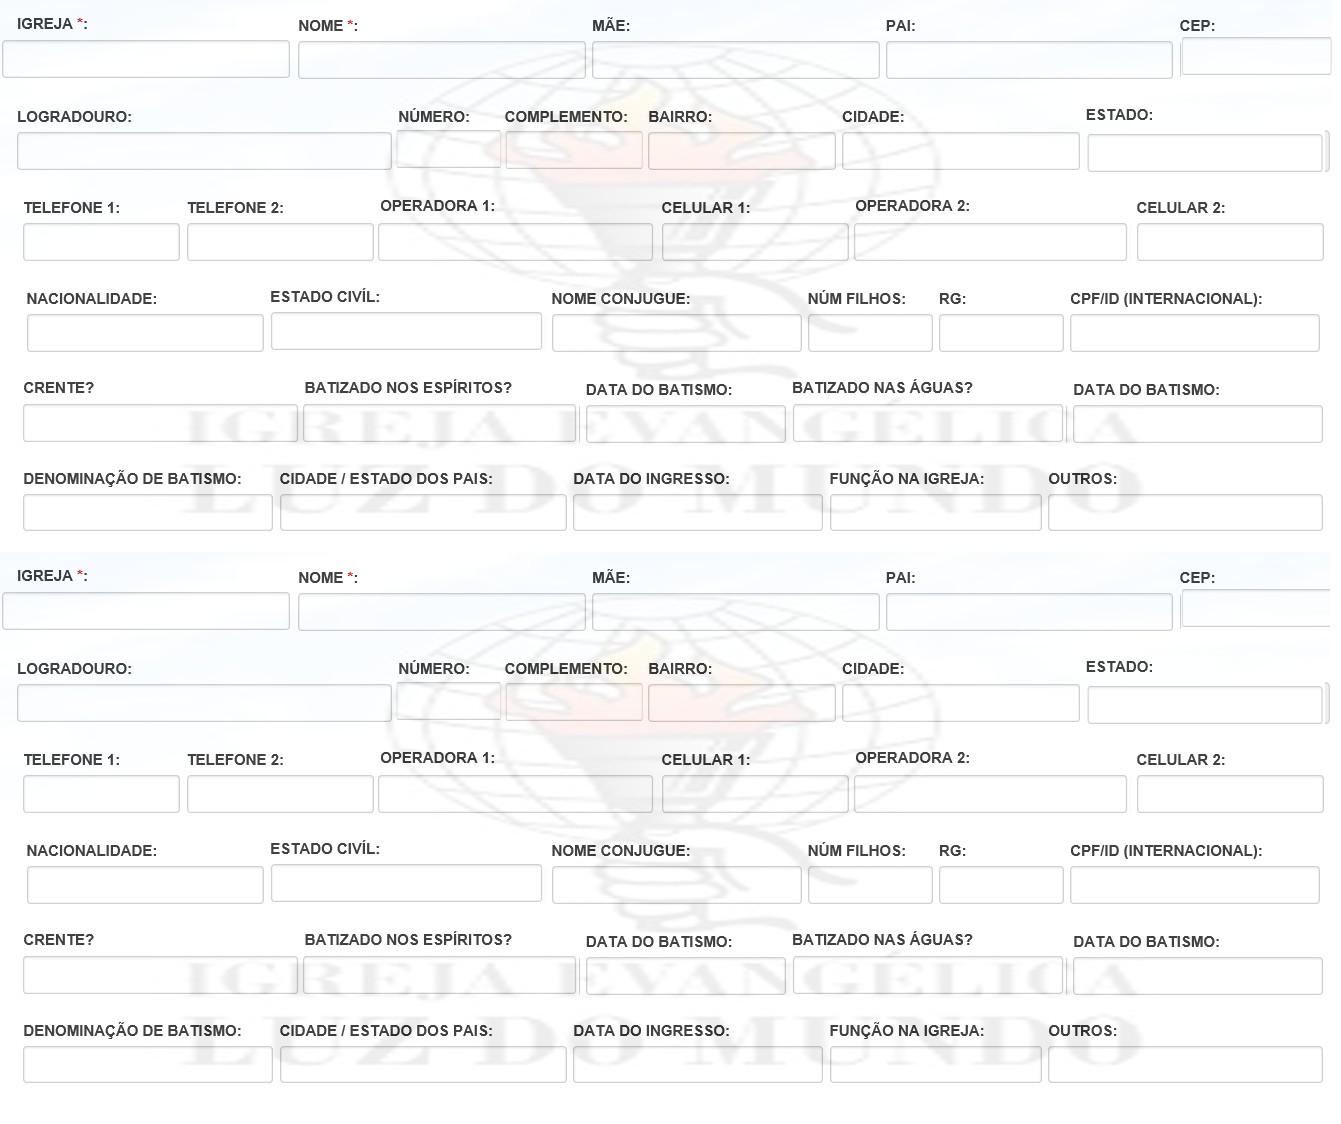 IGREJA *: NOME *: MÃE: PAI: CEP:
LOGRADOURO: NÚMERO: COMPLEMENTO: BAIRRO: CIDADE: ESTADO:
TELEFONE 1: TELEFONE 2: OPERADORA 1: CELULAR 1: OPERADORA 2: CELULAR 2:
NACIONALIDADE: ESTADO CIVÍL: NOME CONJUGUE: NÚM FILHOS: RG: CPF/ID (INTERNACIONAL):
CRENTE? BATIZADO NOS ESPÍRITOS? DATA DO BATISMO: BATIZADO NAS ÁGUAS? DATA DO BATISMO:
IGREJA EVANGÉLICA
DENOMINAÇÃO DE BATISMO: CIDADE / ESTADO DOS PAIS: DATA DO INGRESSO: FUNÇÃO NA IGREJA: OUTROS:
LUZ DO MUNDO
IGREJA *: NOME *: MÃE: PAI: CEP:
LOGRADOURO: NÚMERO: COMPLEMENTO: BAIRRO: CIDADE: ESTADO:
TELEFONE 1: TELEFONE 2: OPERADORA 1: CELULAR 1: OPERADORA 2: CELULAR 2:
NACIONALIDADE: ESTADO CIVÍL: NOME CONJUGUE: NÚM FILHOS: RG: CPF/ID (INTERNACIONAL):
CRENTE? BATIZADO NOS ESPÍRITOS? DATA DO BATISMO: BATIZADO NAS ÁGUAS? DATA DO BATISMO:
IGREJA EVANGÉLICA
DENOMINAÇÃO DE BATISMO: CIDADE / ESTADO DOS PAIS: DATA DO INGRESSO: FUNÇÃO NA IGREJA: OUTROS:
LUZ DO MUNDO